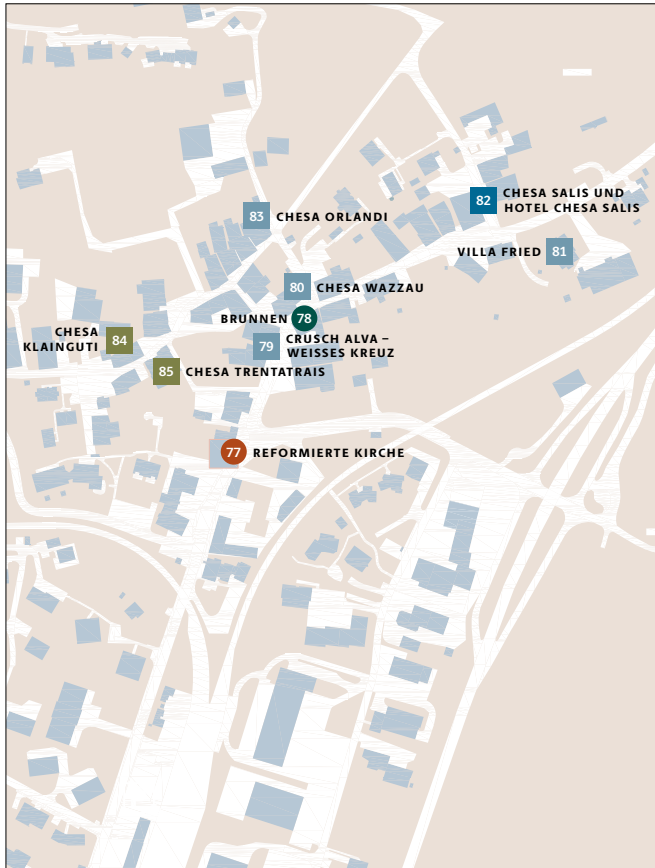 82 CHESA SALIS UND
HOTEL CHESA SALIS
83 CHESA ORLANDI
VILLA FRIED 81
80 CHESA WAZZAU
BRUNNEN 78
CHESA
KLAINGUTI 84
79 CRUSCH ALVA –
WEISSES KREUZ
85 CHESA TRENTATRAIS
77 REFORMIERTE KIRCHE